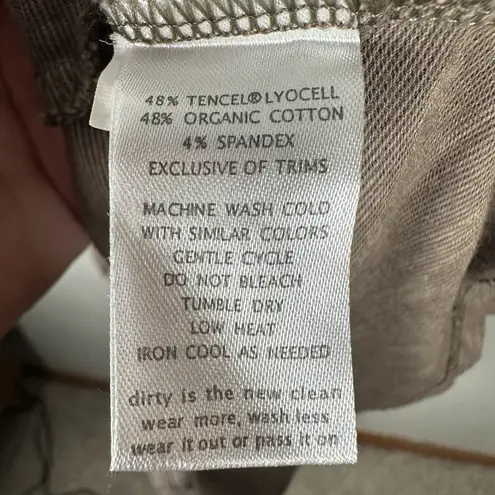 48% TENCEL® LYOCELL
48% ORGANIC COTTON
4% SPANDEX
EXCLUSIVE OF TRIMS
MACHINE WASH COLD
WITH SIMILAR COLORS
GENTLE CYCLE
DO NOT BLEACH
TUMBLE DRY
LOW HEAT
IRON COOL AS NEEDED
dirty is the new clean
wear more, wash less
wear it out or pass it on